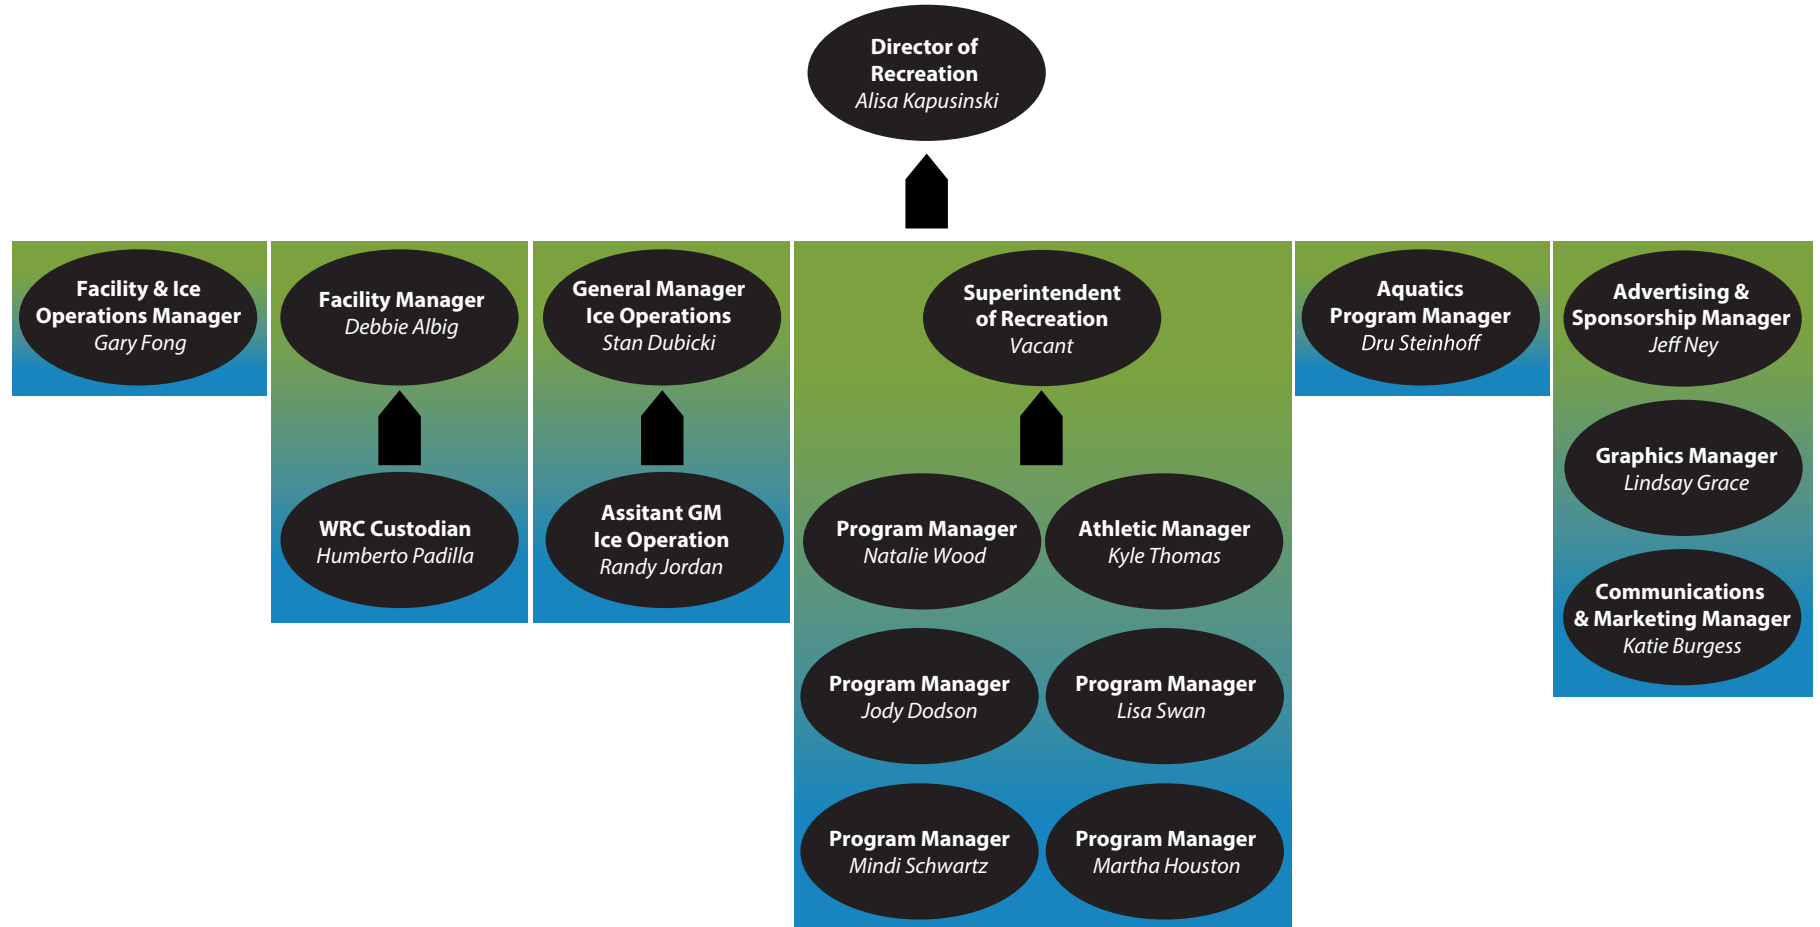 Director of
Recreation
Alisa Kapusinski
Facility & Ice
Operations Manager
Gary Fong
Facility Manager
Debbie Albig
General Manager
Ice Operations
Stan Dubicki
Superintendent
of Recreation
Vacant
Aquatics
Program Manager
Dru Steinhoff
Advertising &
Sponsorship Manager
Jeff Ney
Graphics Manager
Lindsay Grace
WRC Custodian
Humberto Padilla
Assitant GM
Ice Operation
Randy Jordan
Program Manager
Natalie Wood
Athletic Manager
Kyle Thomas
Communications
& Marketing Manager
Katie Burgess
Program Manager
Jody Dodson
Program Manager
Lisa Swan
Program Manager
Mindi Schwartz
Program Manager
Martha Houston